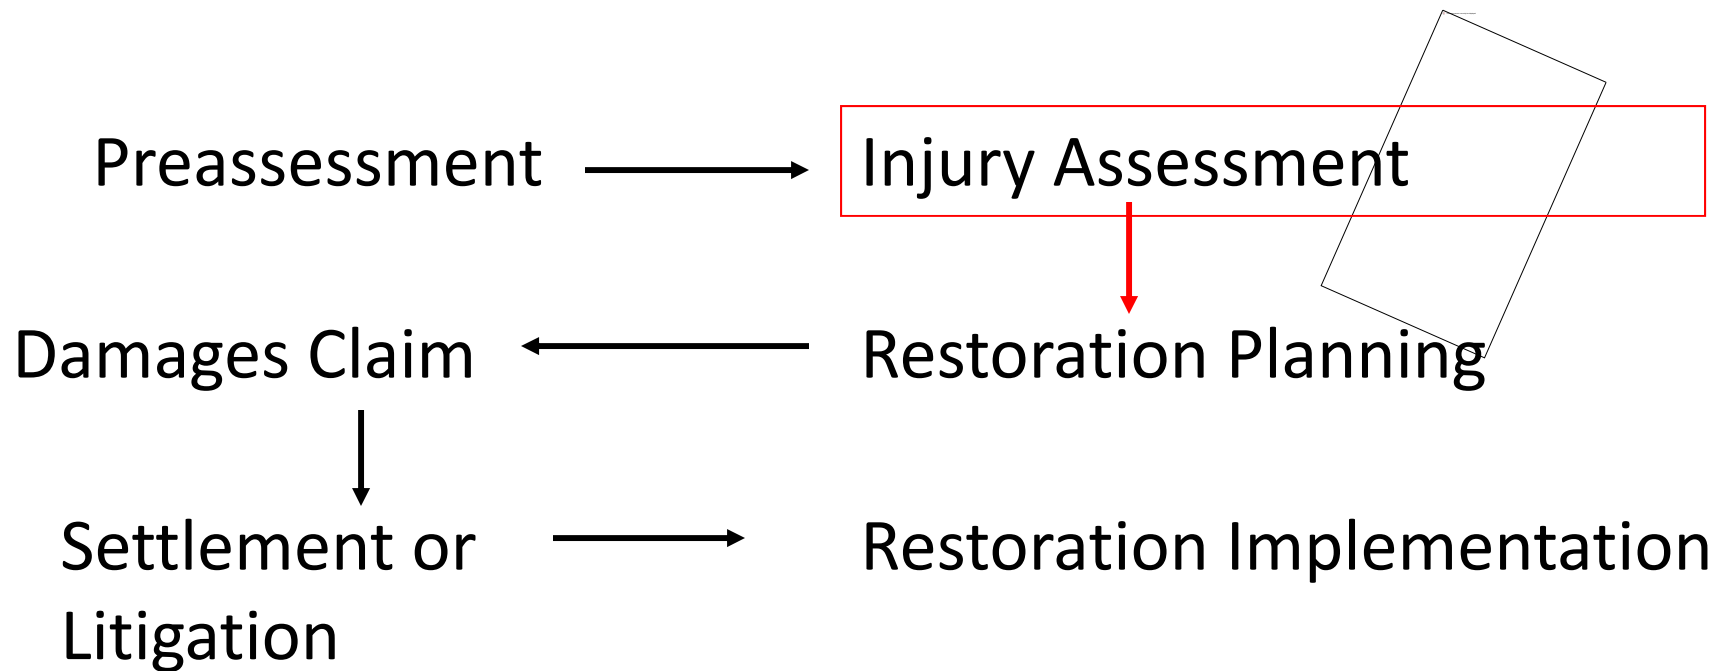 Preassessment
Injury Assessment
Damages Claim
Restoration Planning
Settlement or
Litigation
Restoration Implementation